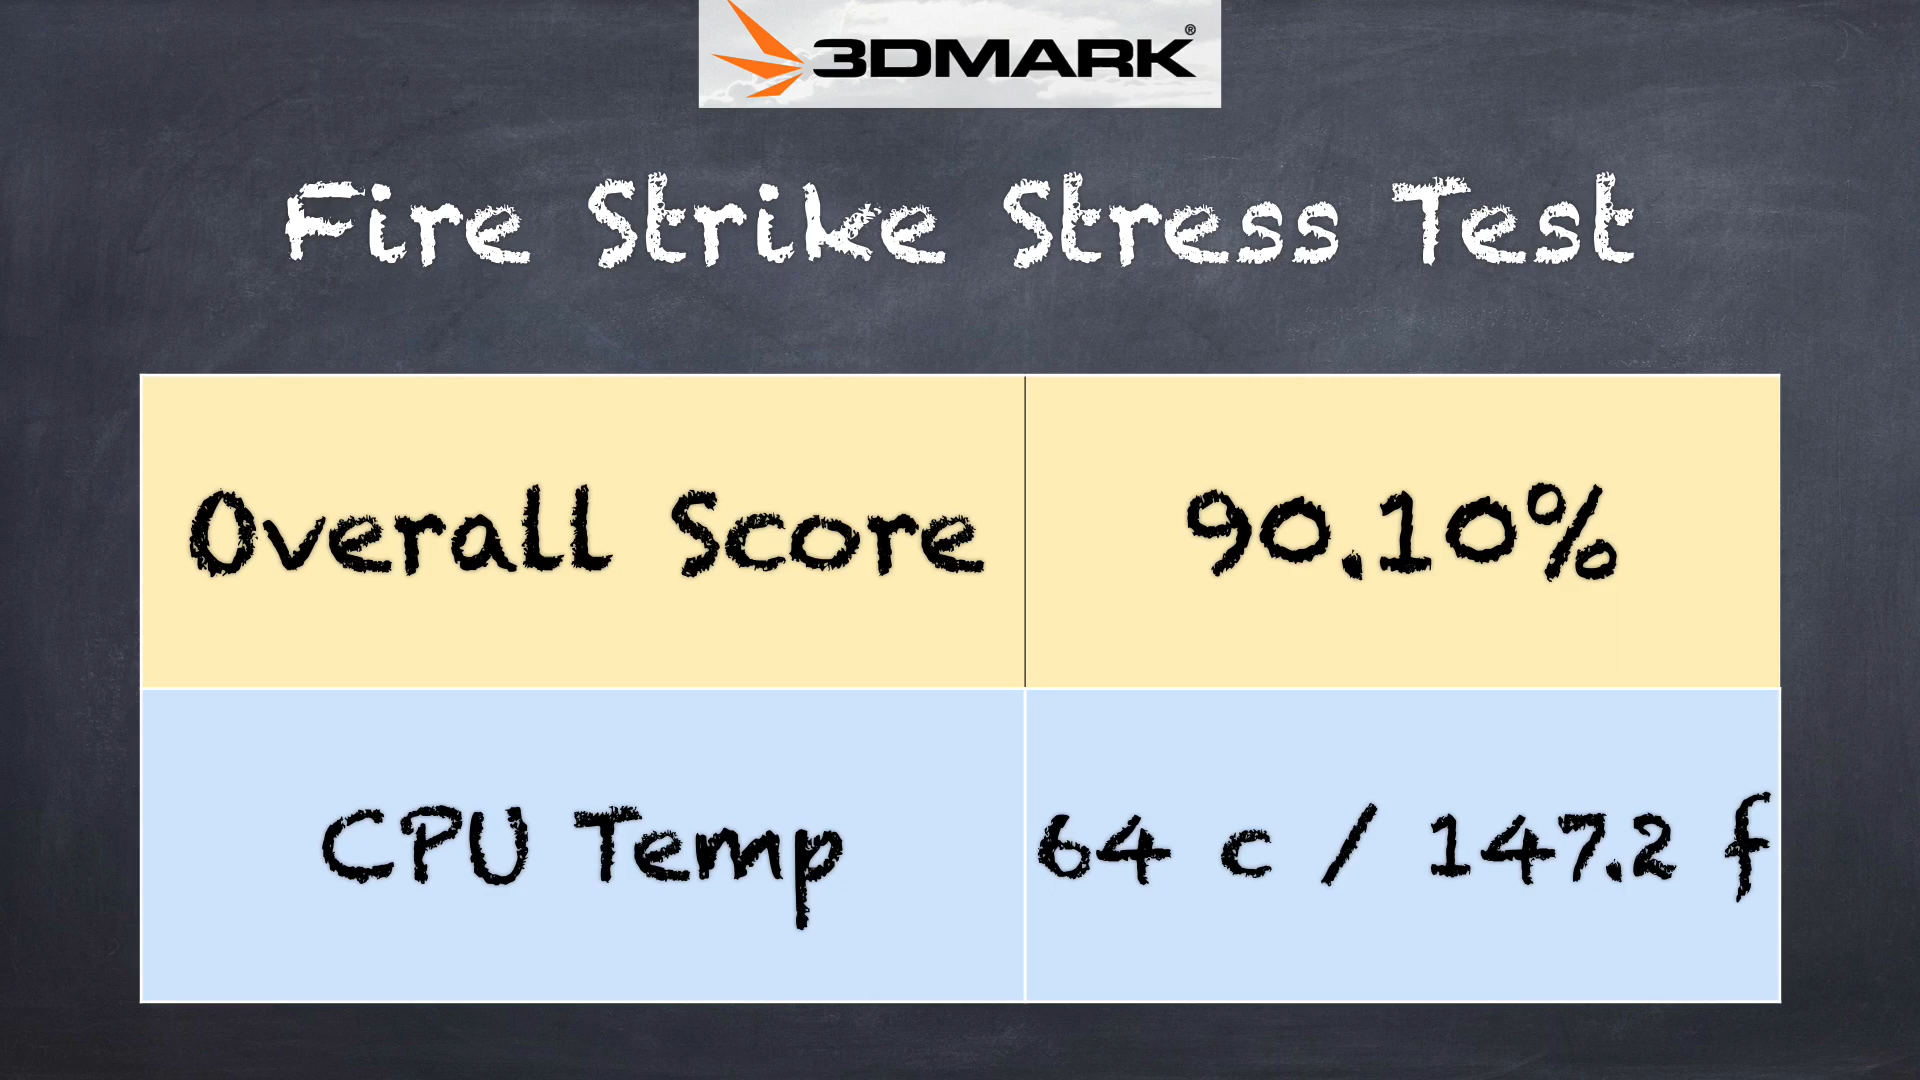 3DMARK®
Fire Strike Stress Test
Overall Score 90.10%
CPU Temp 64 c / 147.2 f